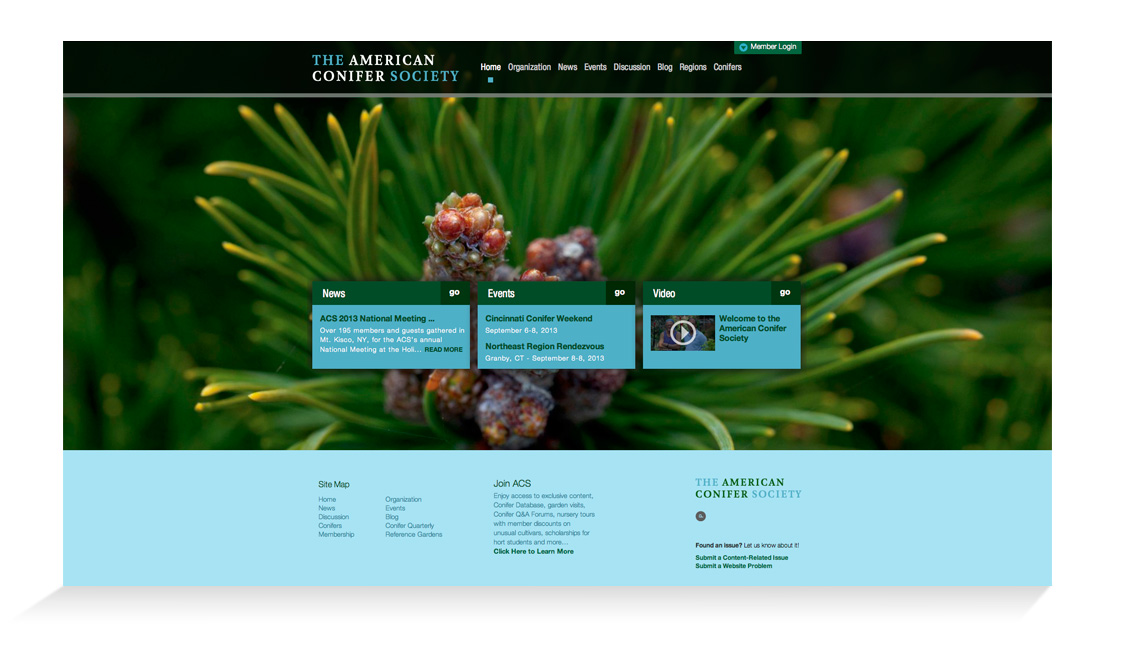 Member Login
THE AMERICAN
CONIFER SOCIETY
Home Organization News Events Discussion Blog Regions Conifers
News go
ACS 2013 National Meeting ...
Over 195 members and guests gathered in
Mt. Kisco, NY, for the ACS's annual
National Meeting at the Holi... READ MORE
Events go
Cincinnati Conifer Weekend
September 6-8, 2013
Northeast Region Rendezvous
Granby, CT - September 6-8, 2013
Video go
Welcome to the
American Conifer
Society
Site Map
Home
News
Discussion
Conifers
Membership
Organization
Events
Blog
Conifer Quarterly
Reference Gardens
Join ACS
Enjoy access to exclusive content,
Conifer Database, garden visits,
Conifer Q&A Forums, nursery tours
with member discounts on
unusual cultivars, scholarships for
hort students and more...
Click Here to Learn More
THE AMERICAN
CONIFER SOCIETY
Found an issue? Let us know about it!
Submit a Content-Related Issue
Submit a Website Problem